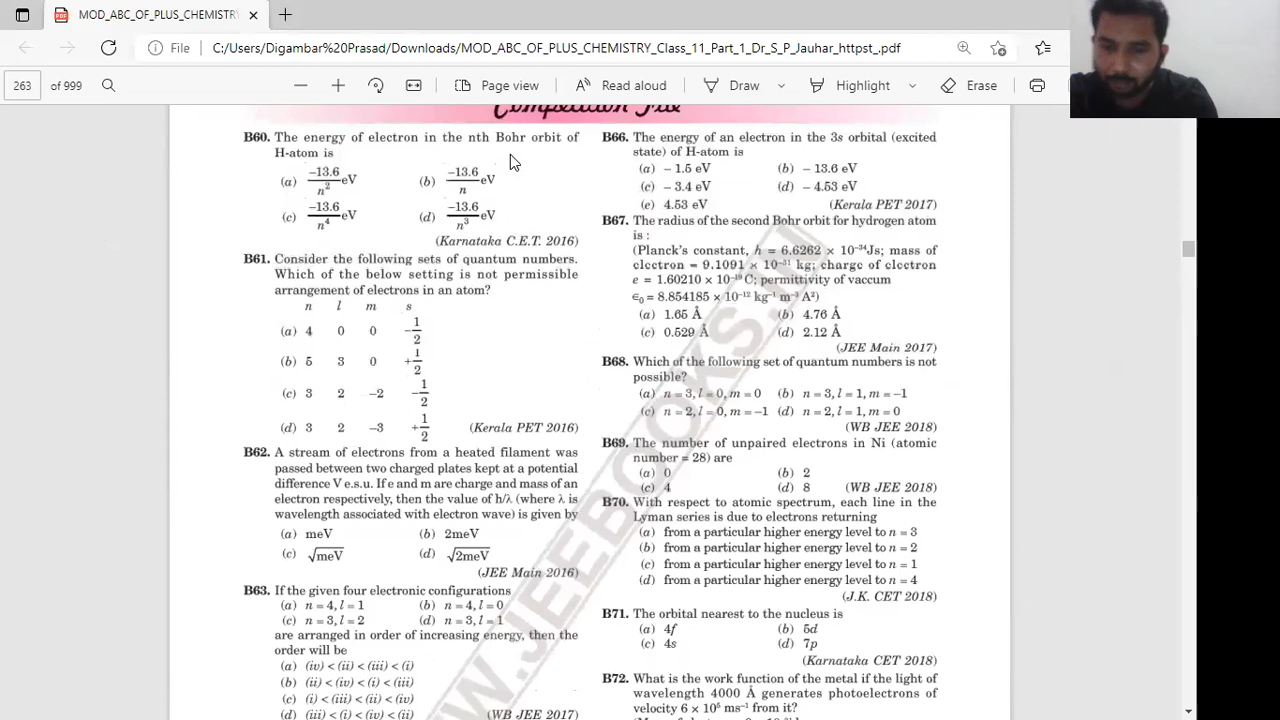 MOD_ABC_OF_PLUS_CHEMISTRY_
File C:/Users/Digambar%20Prasad/Downloads/MOD_ABC_OF_PLUS_CHEMISTRY_Class_11_Part_1_Dr_S_P_Jauhar_httpst_.pdf
263 of 999 Page view Read aloud Draw Highlight Erase
Competition File
B60. The energy of electron in the nth Bohr orbit of
H-atom is
(a) -13.6/n² eV (b) -13.6/n eV
(c) -13.6/n⁴ eV (d) -13.6/n³ eV
(Karnataka C.E.T. 2016)
B61. Consider the following sets of quantum numbers.
Which of the below setting is not permissible
arrangement of electrons in an atom?
n l m s
(a) 4 0 0 -1/2
(b) 5 3 0 +1/2
(c) 3 2 -2 -1/2
(d) 3 2 -3 +1/2 (Kerala PET 2016)
B62. A stream of electrons from a heated filament was
passed between two charged plates kept at a potential
difference V e.s.u. If e and m are charge and mass of an
electron respectively, then the value of h/λ (where λ is
wavelength associated with electron wave) is given by
(a) meV (b) 2meV
(c) √meV (d) √2meV
(JEE Main 2016)
B63. If the given four electronic configurations
(a) n = 4, l = 1 (b) n = 4, l = 0
(c) n = 3, l = 2 (d) n = 3, l = 1
are arranged in order of increasing energy, then the
order will be
(a) (iv) < (ii) < (iii) < (i)
(b) (ii) < (iv) < (i) < (iii)
(c) (i) < (iii) < (ii) < (iv)
(d) (iii) < (i) < (iv) < (ii) (WB JEE 2017)
B66. The energy of an electron in the 3s orbital (excited
state) of H-atom is
(a) – 1.5 eV (b) – 13.6 eV
(c) – 3.4 eV (d) – 4.53 eV
(e) 4.53 eV (Kerala PET 2017)
B67. The radius of the second Bohr orbit for hydrogen atom
is :
(Planck's constant, h = 6.6262 × 10⁻³⁴Js; mass of
electron = 9.1091 × 10⁻³¹ kg; charge of electron
e = 1.60210 × 10⁻¹⁹ C; permittivity of vaccum
∈₀ = 8.854185 × 10⁻¹² kg⁻¹ m⁻³ A²)
(a) 1.65 Å (b) 4.76 Å
(c) 0.529 Å (d) 2.12 Å
(JEE Main 2017)
B68. Which of the following set of quantum numbers is not
possible?
(a) n = 3, l = 0, m = 0 (b) n = 3, l = 1, m = –1
(c) n = 2, l = 0, m = –1 (d) n = 2, l = 1, m = 0
(WB JEE 2018)
B69. The number of unpaired electrons in Ni (atomic
number = 28) are
(a) 0 (b) 2
(c) 4 (d) 8 (WB JEE 2018)
B70. With respect to atomic spectrum, each line in the
Lyman series is due to electrons returning
(a) from a particular higher energy level to n = 3
(b) from a particular higher energy level to n = 2
(c) from a particular higher energy level to n = 1
(d) from a particular higher energy level to n = 4
(J.K. CET 2018)
B71. The orbital nearest to the nucleus is
(a) 4f (b) 5d
(c) 4s (d) 7p
(Karnataka CET 2018)
B72. What is the work function of the metal if the light of
wavelength 4000 Å generates photoelectrons of
velocity 6 × 10⁵ ms⁻¹ from it?
WWW.JEEBOOKS.IN